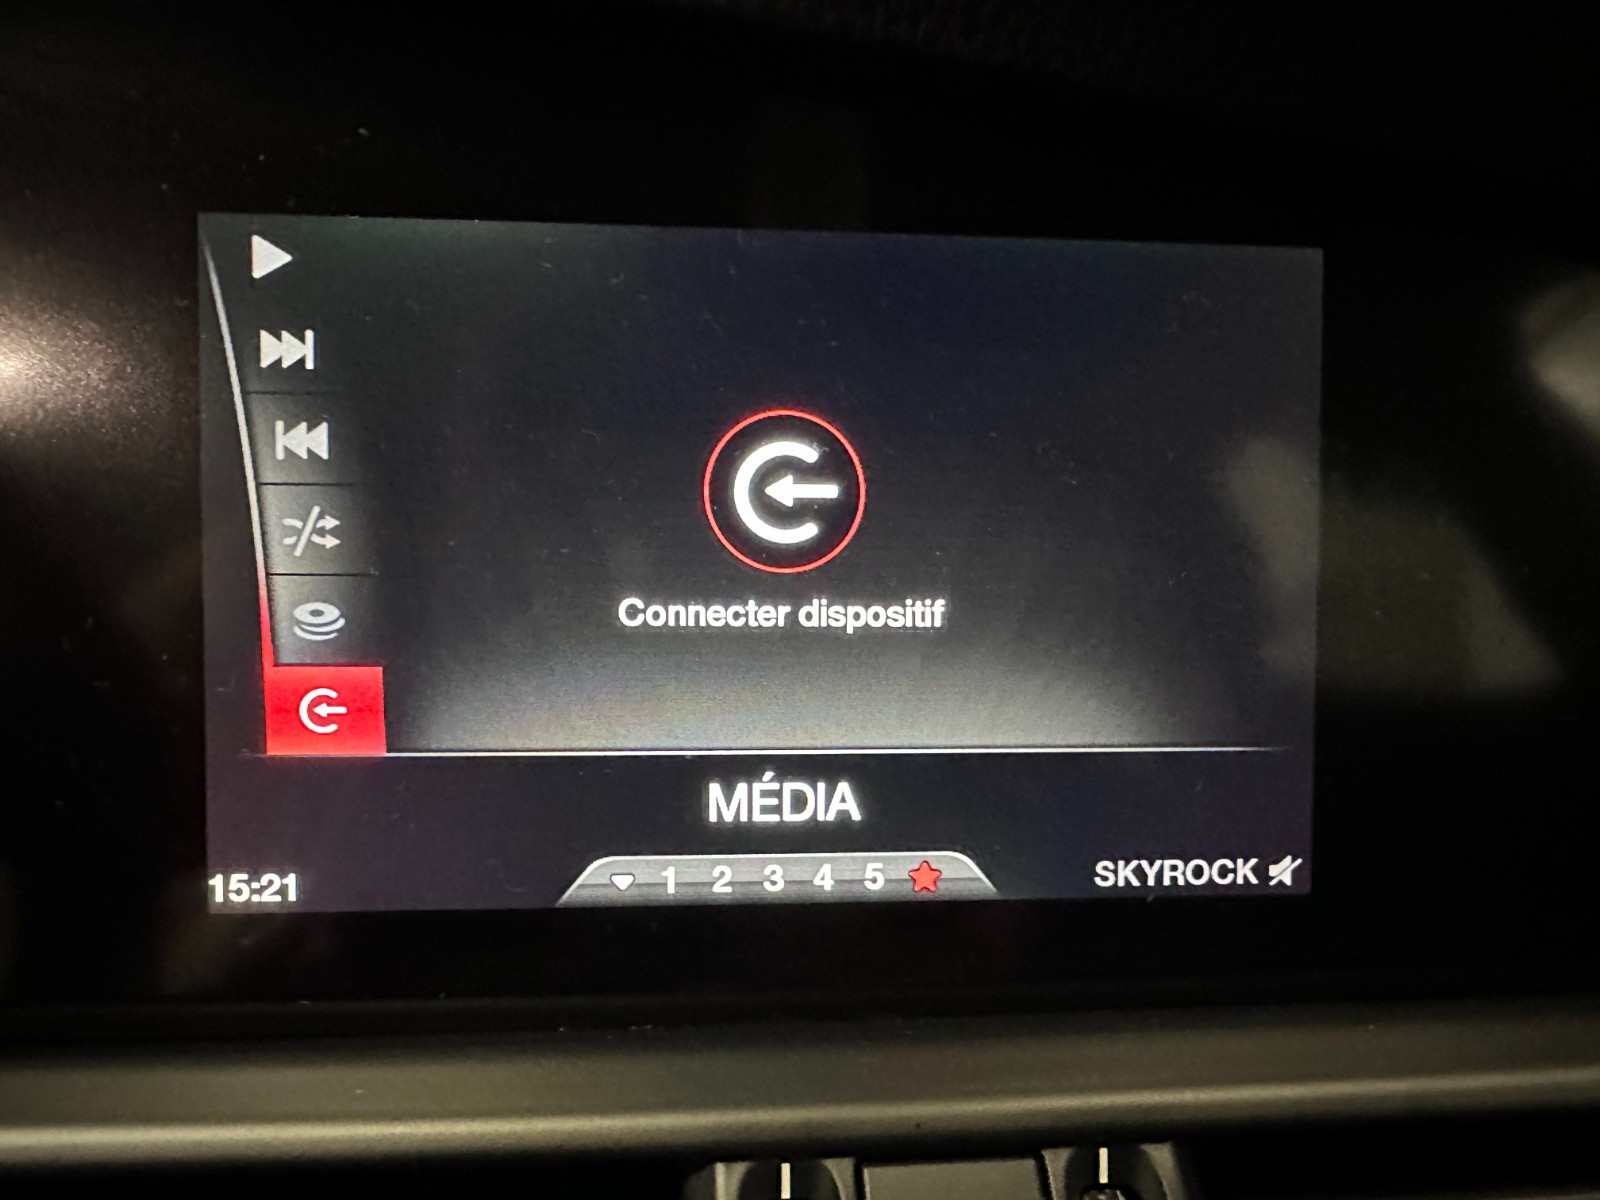 Connecter dispositif
MÉDIA
15:21
1 2 3 4 5
SKYROCK